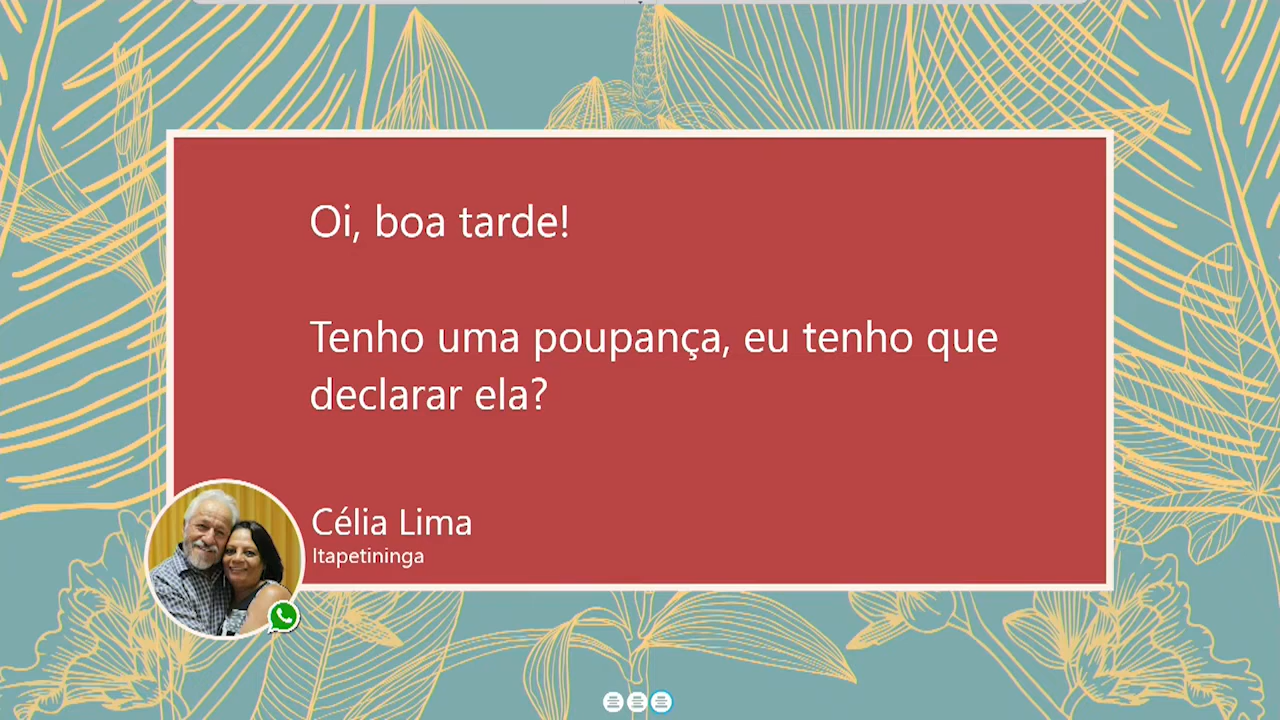 Oi, boa tarde!
Tenho uma poupança, eu tenho que
declarar ela?
Célia Lima
Itapetininga